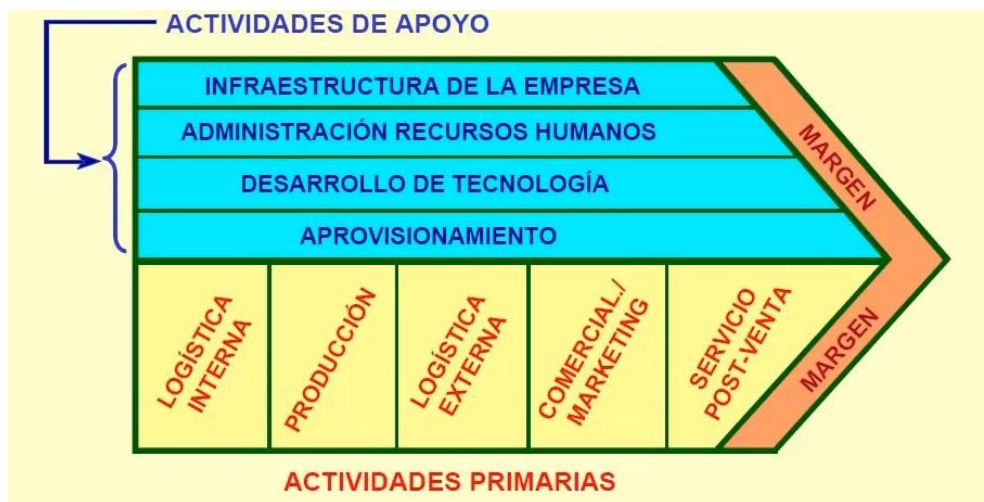 ACTIVIDADES DE APOYO
INFRAESTRUCTURA DE LA EMPRESA
ADMINISTRACIÓN RECURSOS HUMANOS
DESARROLLO DE TECNOLOGÍA
APROVISIONAMIENTO
MARGEN
LOGÍSTICA
INTERNA
PRODUCCIÓN
LOGÍSTICA
EXTERNA
COMERCIAL./
MARKETING
SERVICIO
POST-VENTA
MARGEN
ACTIVIDADES PRIMARIAS